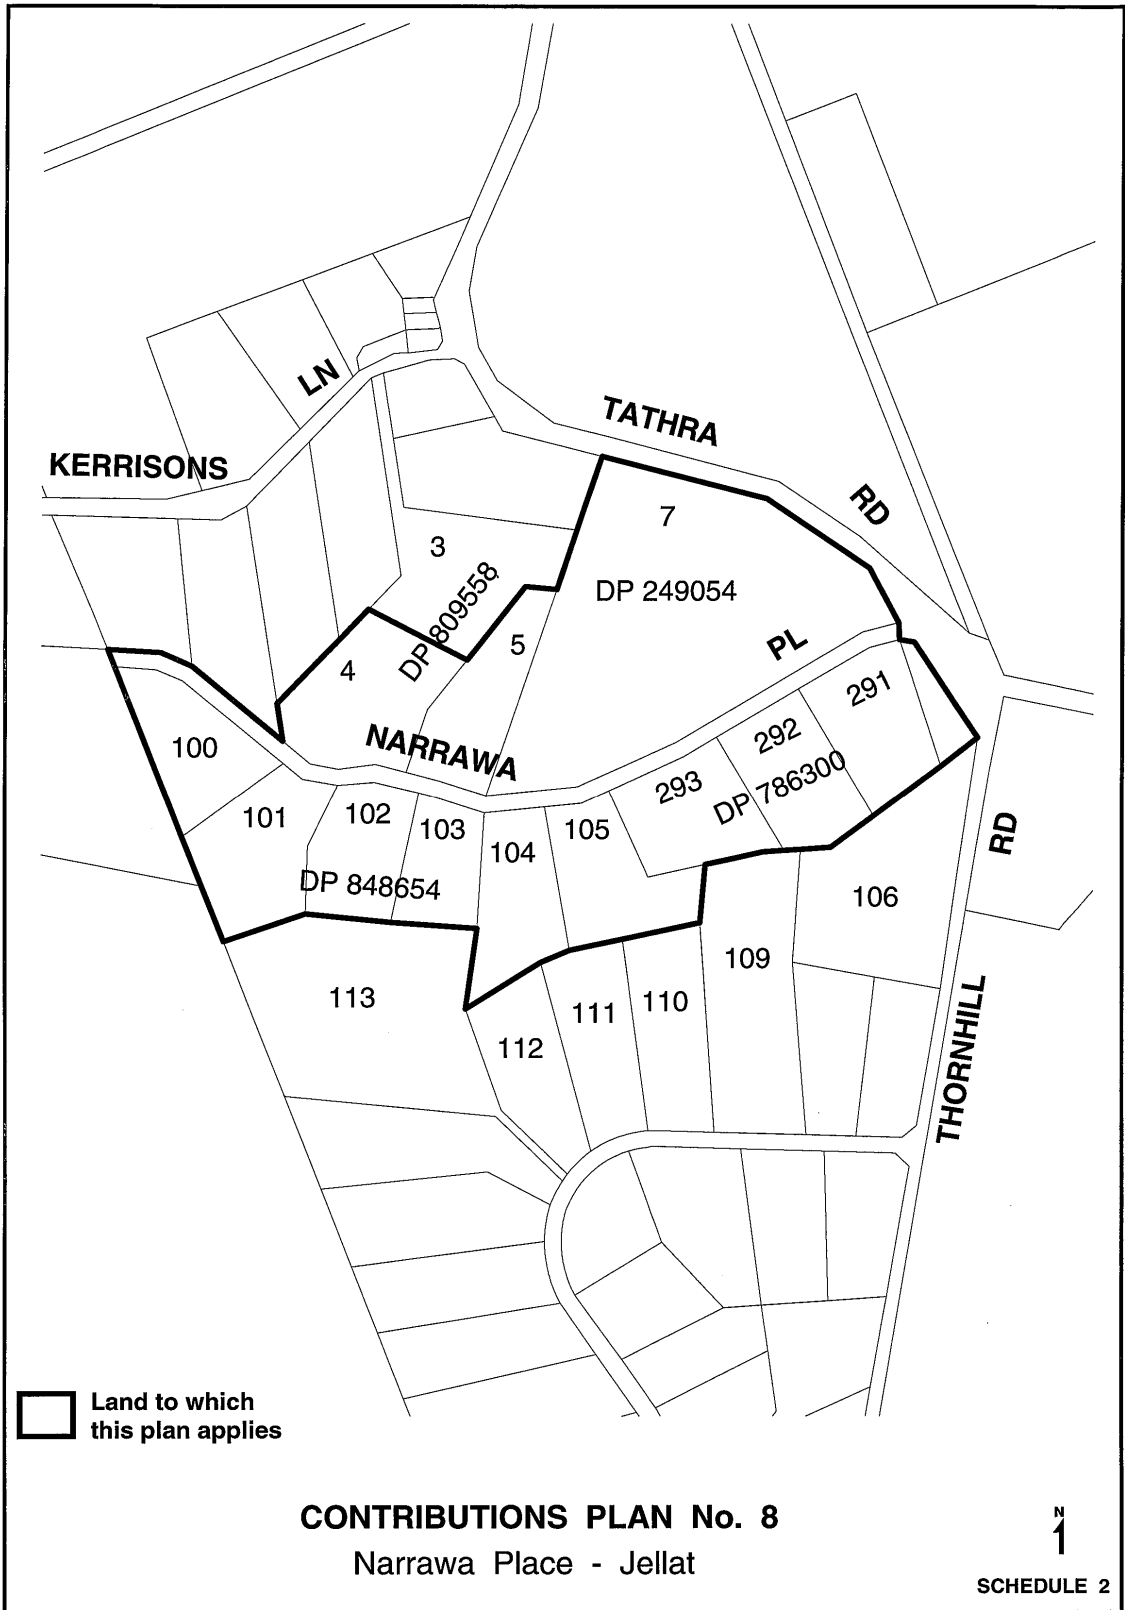 LN
KERRISONS
TATHRA
RD
7
3
DP 809558
DP 249054
5
PL
4
291
100
NARRAWA
292
293
DP 786300
101
102
103
104
105
RD
DP 848654
106
109
113
111
110
112
THORNHILL
Land to which
this plan applies
CONTRIBUTIONS PLAN No. 8
Narrawa Place - Jellat
N
SCHEDULE 2